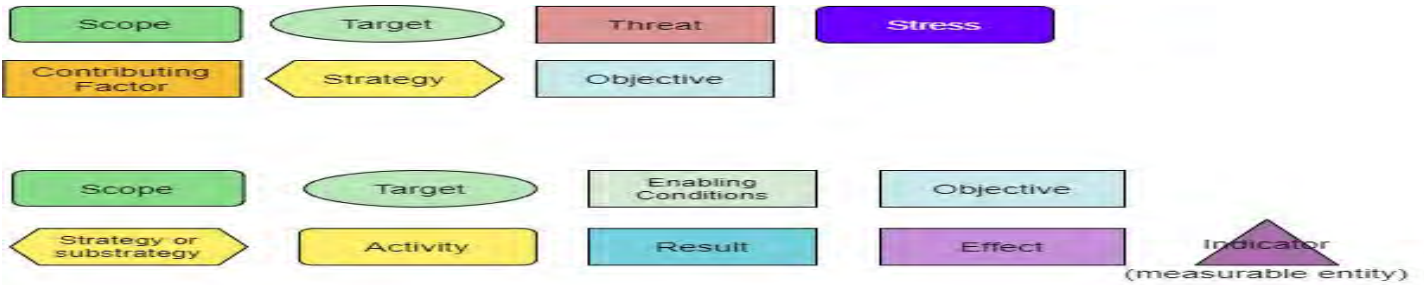 Scope Target Threat Stress
Contributing
Factor
Strategy Objective
Scope Target
Enabling
Conditions
Objective
Strategy or
substrategy
Activity Result Effect Indicator
(measurable entity)